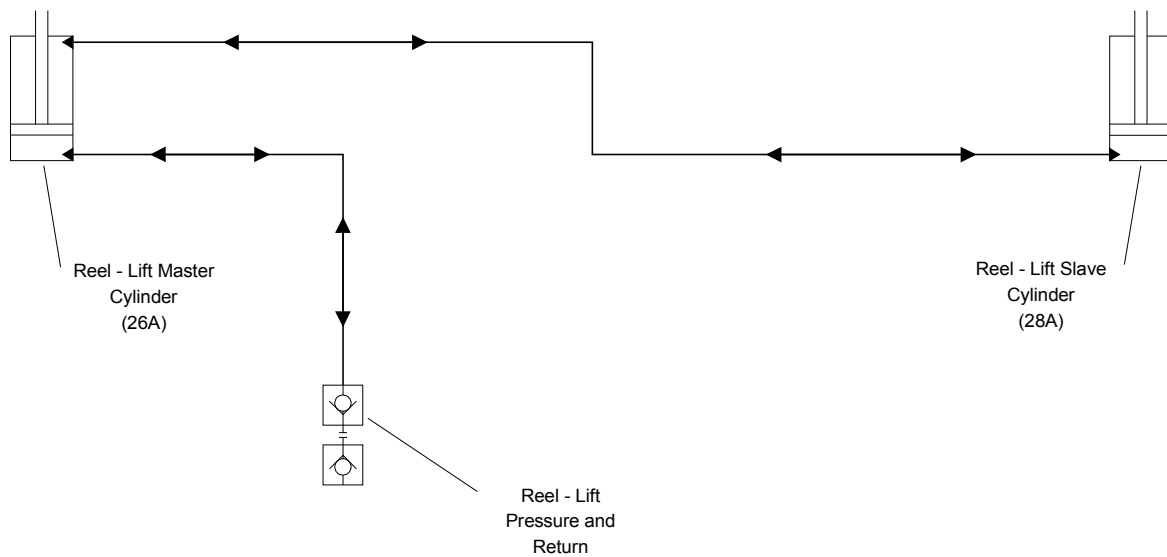 Reel - Lift Master
Cylinder
(26A)
Reel - Lift Slave
Cylinder
(28A)
Reel - Lift
Pressure and
Return